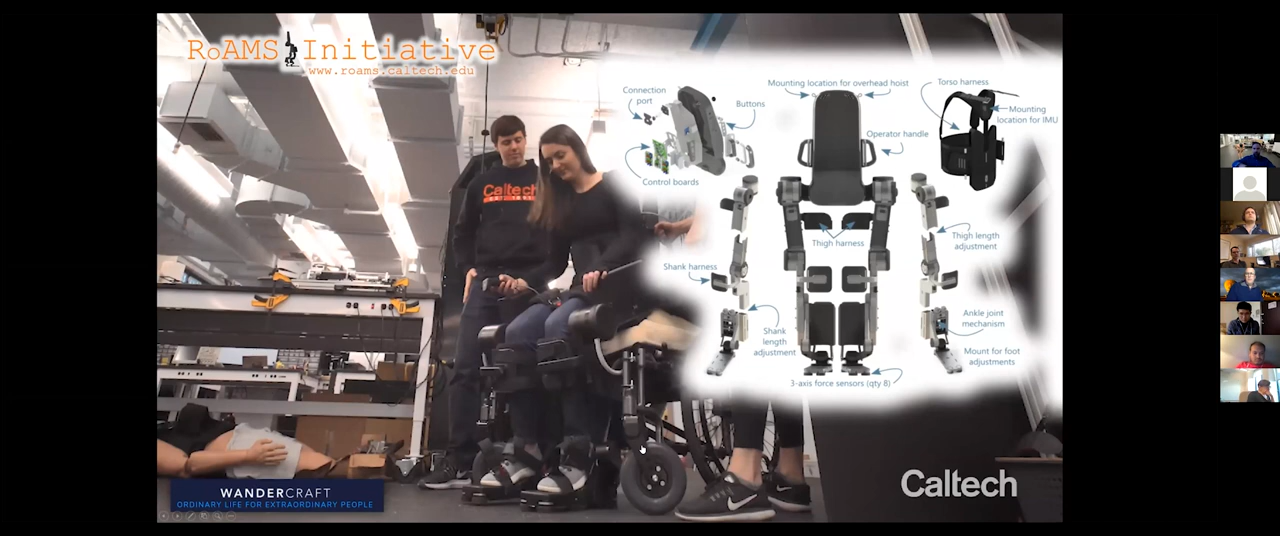 RoAMS Initiative
www.roams.caltech.edu
Caltech
Connection
port
Buttons
Control boards
Mounting location for overhead hoist
Operator handle
Torso harness
Mounting
location for IMU
Thigh harness
Thigh length
adjustment
Shank harness
Shank
length
adjustment
Ankle joint
mechanism
Mount for foot
adjustments
3-axis force sensors (qty 8)
WANDERCRAFT
ORDINARY LIFE FOR EXTRAORDINARY PEOPLE
Caltech